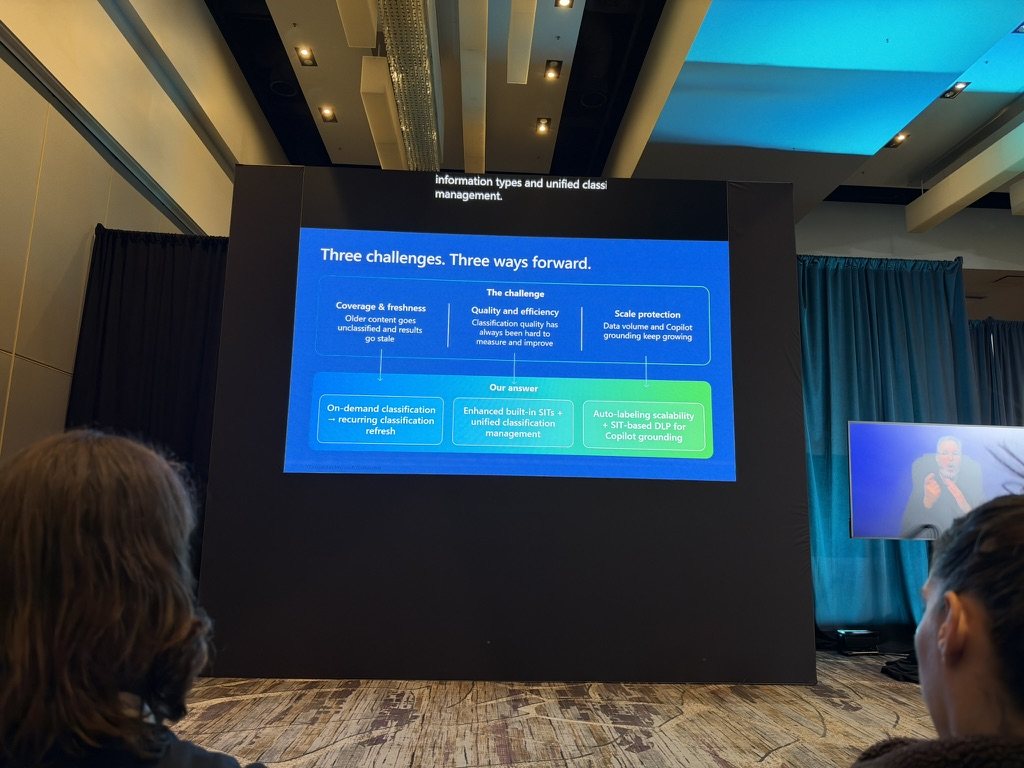 information types and unified classi
management.
Three challenges. Three ways forward.
The challenge
Coverage & freshness
Older content goes
unclassified and results
go stale
Quality and efficiency
Classification quality has
always been hard to
measure and improve
Scale protection
Data volume and Copilot
grounding keep growing
Our answer
On-demand classification
→ recurring classification
refresh
Enhanced built-in SITs +
unified classification
management
Auto-labeling scalability
+ SIT-based DLP for
Copilot grounding